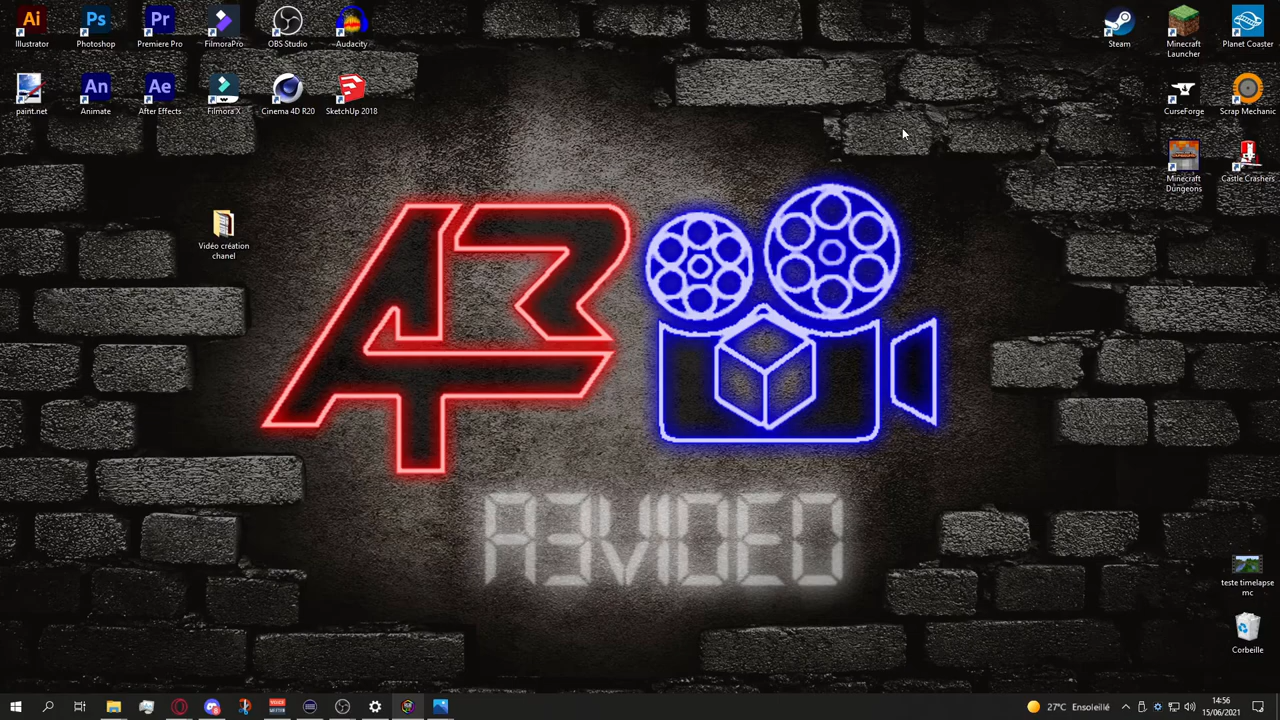 Illustrator
Photoshop
Premiere Pro
FilmoraPro
OBS Studio
Audacity
Steam
Minecraft
Launcher
Planet Coaster
paint.net
Animate
After Effects
Filmora X
Cinema 4D R20
SketchUp 2018
CurseForge
Scrap Mechanic
Minecraft
Dungeons
Castle Crashers
Vidéo création
chanel
A3
A3VIDEO
teste timelapse
mc
Corbeille
27°C Ensoleillé
14:56
15/06/2021